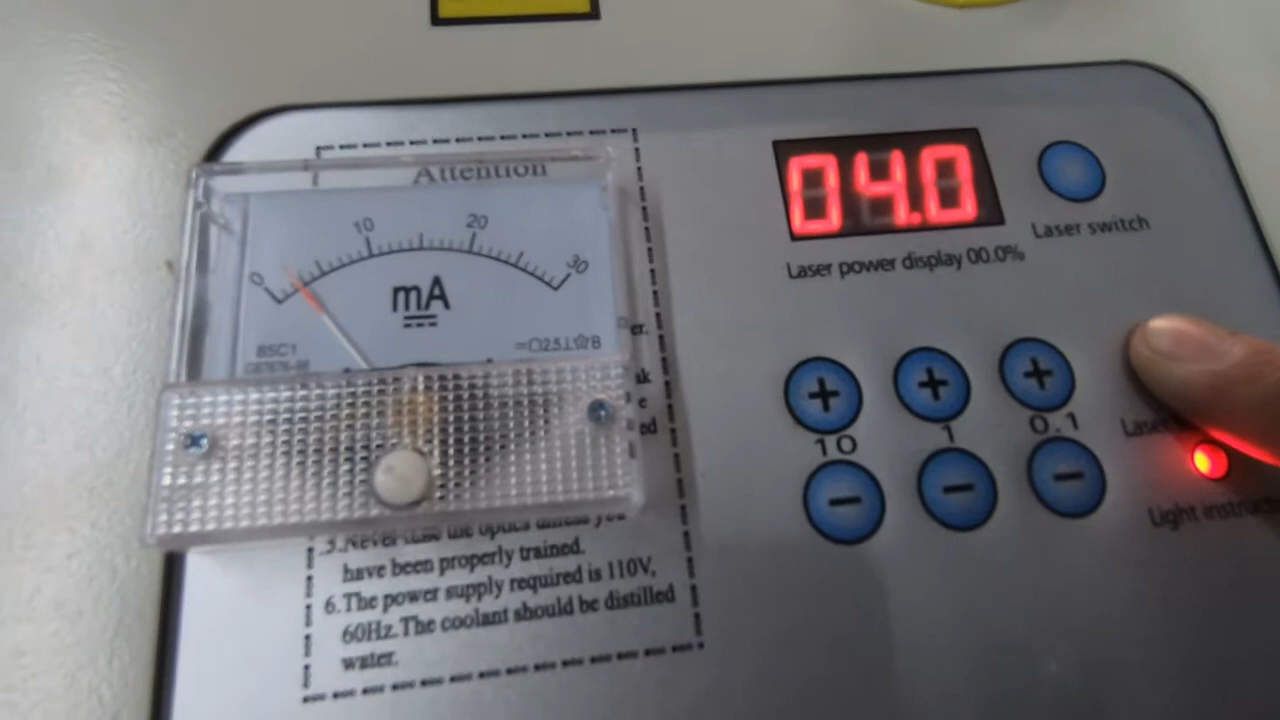 Attention
0 10 20 30
mA
04.0
Laser power display 00.0%
Laser switch
er.
10
1
0.1
Light
ed
have been properly trained.
6.The power supply required is 110V,
60Hz.The coolant should be distilled
water.